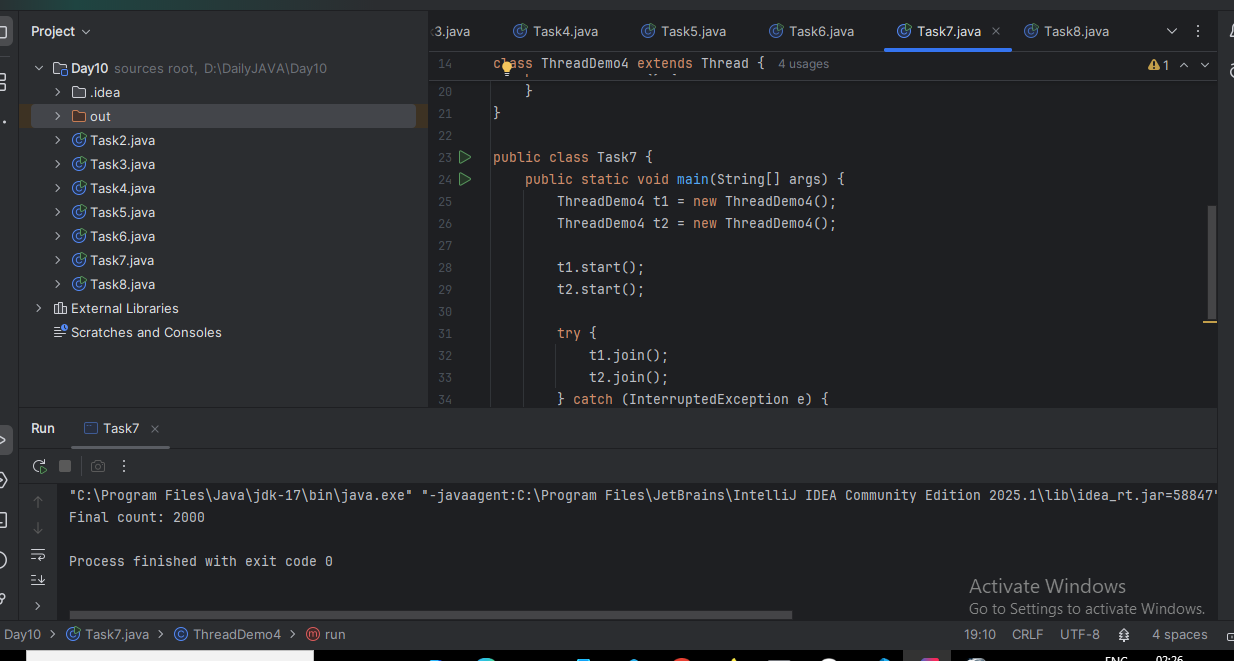 Project
3.java
Task4.java
Task5.java
Task6.java
Task7.java
Task8.java
Day10 sources root, D:\DailyJAVA\Day10
.idea
out
Task2.java
Task3.java
Task4.java
Task5.java
Task6.java
Task7.java
Task8.java
External Libraries
Scratches and Consoles
14 class ThreadDemo4 extends Thread { 4 usages
1
20 }
21 }
22
23 public class Task7 {
24 public static void main(String[] args) {
25 ThreadDemo4 t1 = new ThreadDemo4();
26 ThreadDemo4 t2 = new ThreadDemo4();
27
28 t1.start();
29 t2.start();
30
31 try {
32 t1.join();
33 t2.join();
34 } catch (InterruptedException e) {
Run
Task7
"C:\Program Files\Java\jdk-17\bin\java.exe" "-javaagent:C:\Program Files\JetBrains\IntelliJ IDEA Community Edition 2025.1\lib\idea_rt.jar=58847
Final count: 2000
Process finished with exit code 0
Activate Windows
Go to Settings to activate Windows.
Day10 > Task7.java > ThreadDemo4 > run
19:10 CRLF UTF-8 4 spaces
ENG 02:26